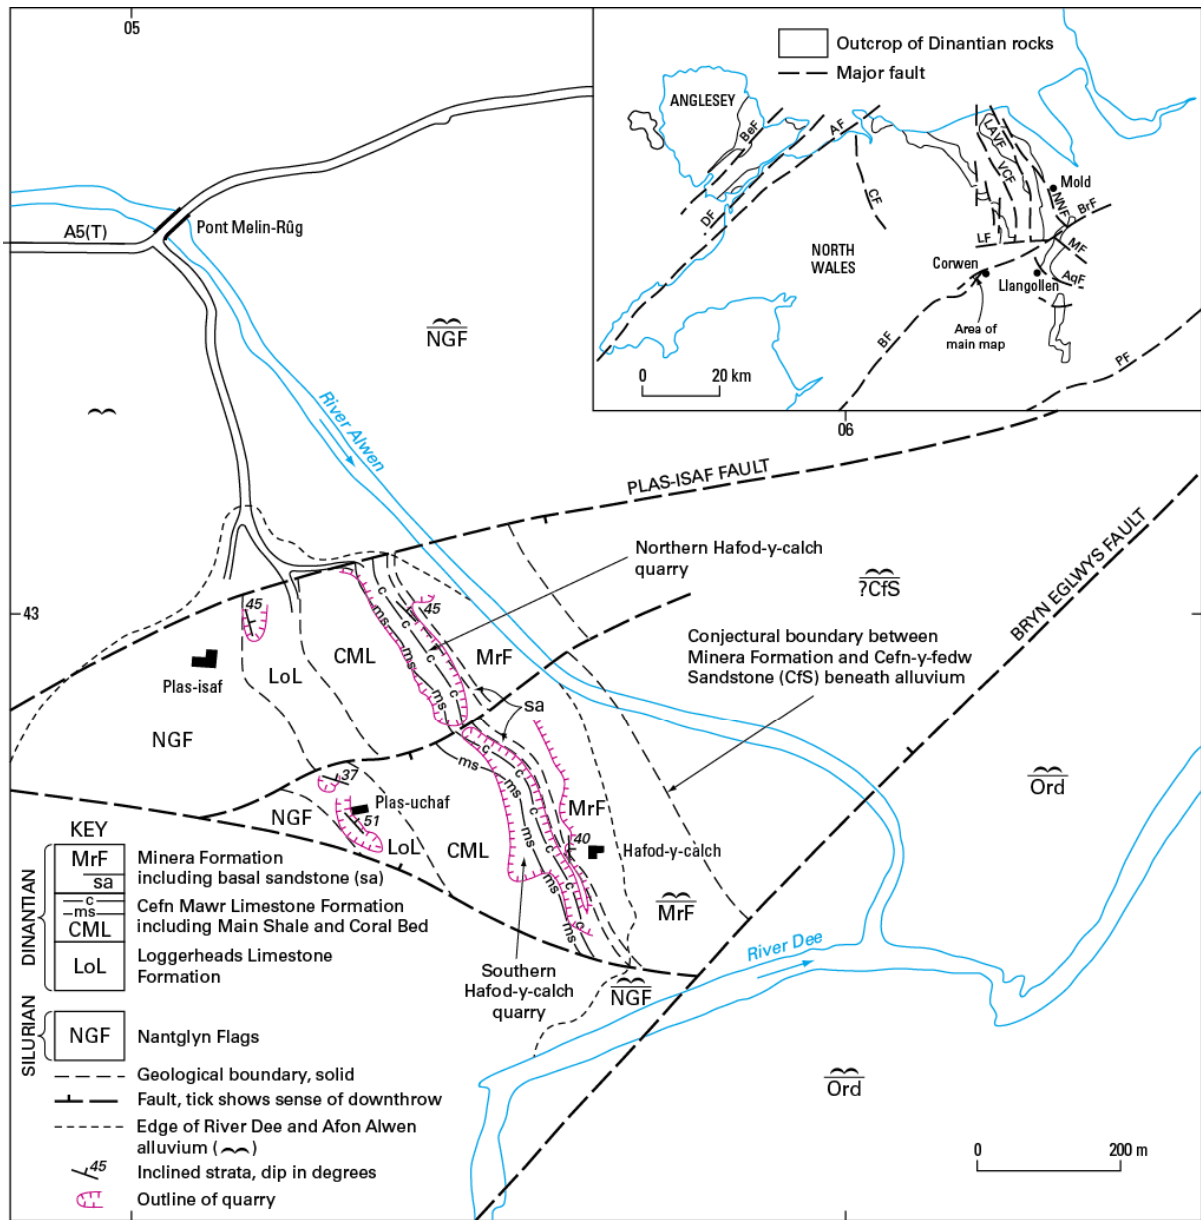 05
Outcrop of Dinantian rocks
Major fault
ANGLESEY
BeF
AF
DF
CF
LAVF
VCF
Mold
NNF
BrF
LF
MF
NORTH
WALES
Corwen
Llangollen
AqF
Area of
main map
BF
PF
0 20 km
06
Pont Melin-Rûg
A5(T)
NGF
River Alwen
PLAS-ISAF FAULT
BRYN EGLWYS FAULT
Northern Hafod-y-calch
quarry
?CfS
43
45
45
c
ms
c
c
ms
c
ms
CML
MrF
LoL
Plas-isaf
Conjectural boundary between
Minera Formation and Cefn-y-fedw
Sandstone (CfS) beneath alluvium
sa
NGF
ms
c
c
ms
c
ms
c
c
ms
c
ms
37
Plas-uchaf
51
NGF
LoL
CML
MrF
40
Hafod-y-calch
Ord
MrF
River Dee
Southern
Hafod-y-calch
quarry
NGF
Ord
KEY
DINANTIAN
MrF
sa
Minera Formation
including basal sandstone (sa)
c
ms
CML
Cefn Mawr Limestone Formation
including Main Shale and Coral Bed
LoL
Loggerheads Limestone
Formation
SILURIAN
NGF
Nantglyn Flags
Geological boundary, solid
Fault, tick shows sense of downthrow
Edge of River Dee and Afon Alwen
alluvium ( )
45
Inclined strata, dip in degrees
Outline of quarry
0 200 m